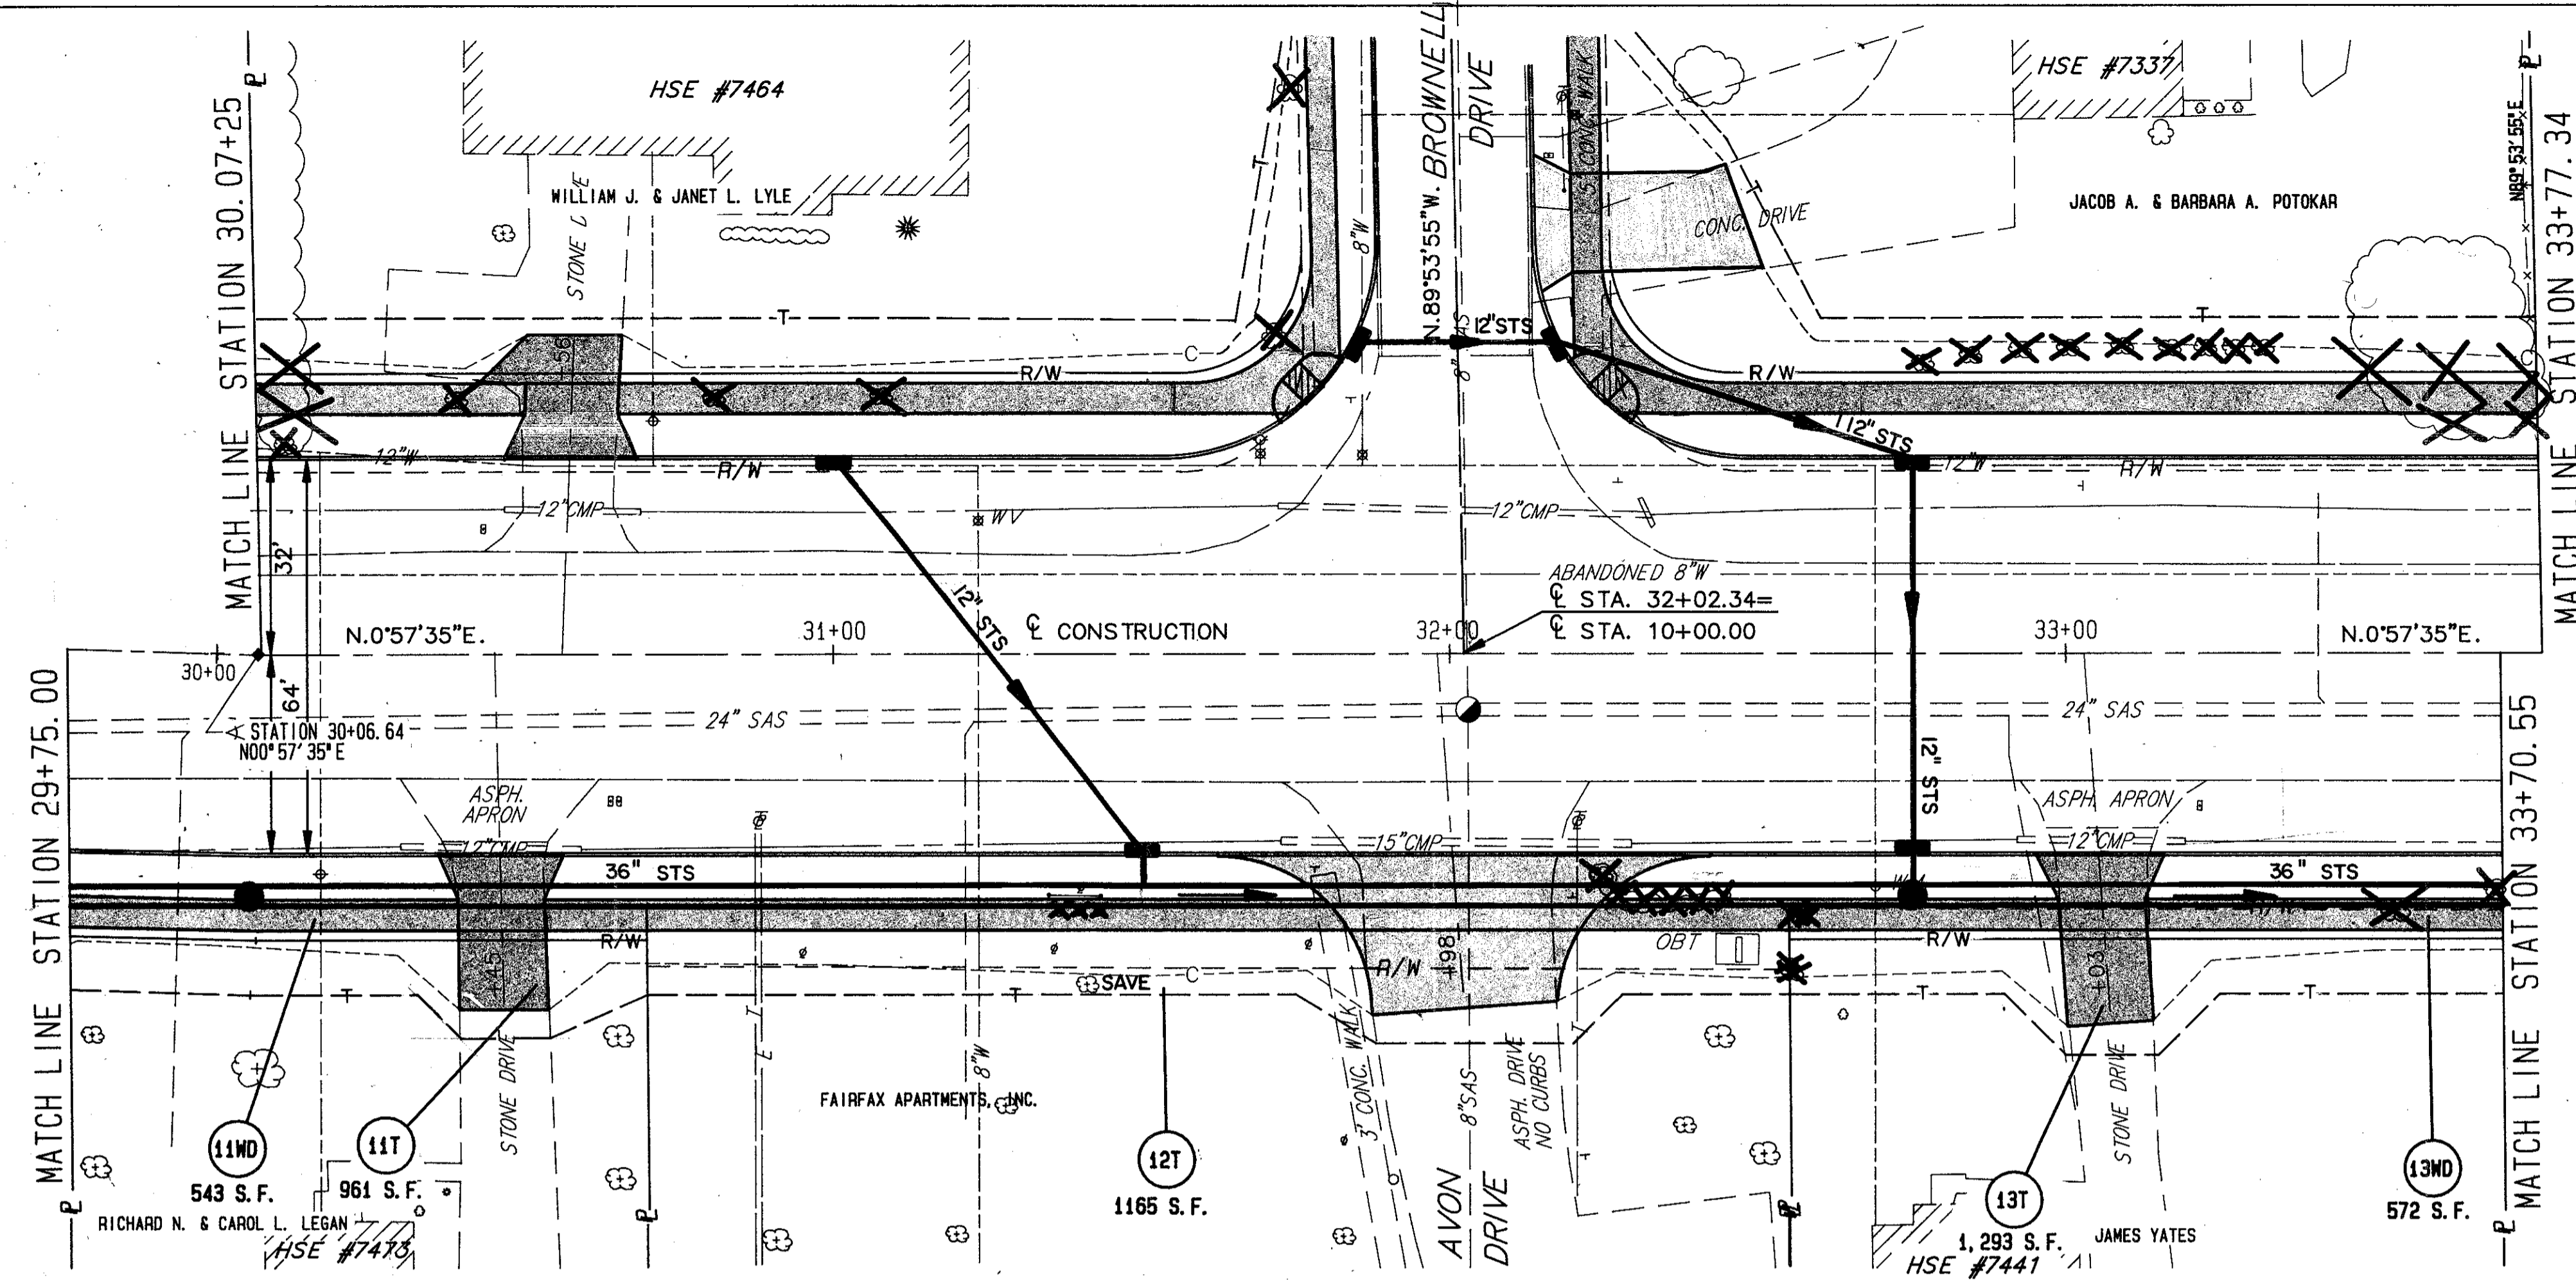 MATCH LINE STATION 30.07+25
P
HSE #7464
WILLIAM J. & JANET L. LYLE
STONE
T
T
8"W
N.89°53'55"W.
BROWNELL
DRIVE
5' CONC. WALK
CONC. DRIVE
T
HSE #7337
JACOB A. & BARBARA A. POTOKAR
P
N89°53'55"E
MATCH LINE STATION 33+77.34
-56
C
R/W
12"STS
8" SAS
R/W
T
C
12"W
R/W
112"STS
12"W
R/W
12"CMP
WV
12"CMP
32'
ABANDONED 8"W
12" STS
℄ STA. 32+02.34=
℄ STA. 10+00.00
N.0°57'35"E.
31+00
℄ CONSTRUCTION
32+00
33+00
N.0°57'35"E.
30+00
64'
STATION 30+06.64
N00°57'35"E
24" SAS
24" SAS
12" STS
MATCH LINE STATION 29+75.00
P
ASPH.
APRON
ASPH. APRON
12"CMP
15"CMP
12"CMP
36" STS
36" STS
MATCH LINE STATION 33+70.55
P
R/W
OBT
R/W
+45
R/W
+98
+03
SAVE
C
T
T
T
T
STONE DRIVE
8"W
FAIRFAX APARTMENTS, INC.
3' CONC. WALK
8"SAS
ASPH. DRIVE
NO CURBS
STONE DRIVE
11WD
543 S.F.
11T
961 S.F.
12T
1165 S.F.
13T
1,293 S.F.
13WD
572 S.F.
RICHARD N. & CAROL L. LEGAN
HSE #7473
P
AVON
DRIVE
JAMES YATES
HSE #7441